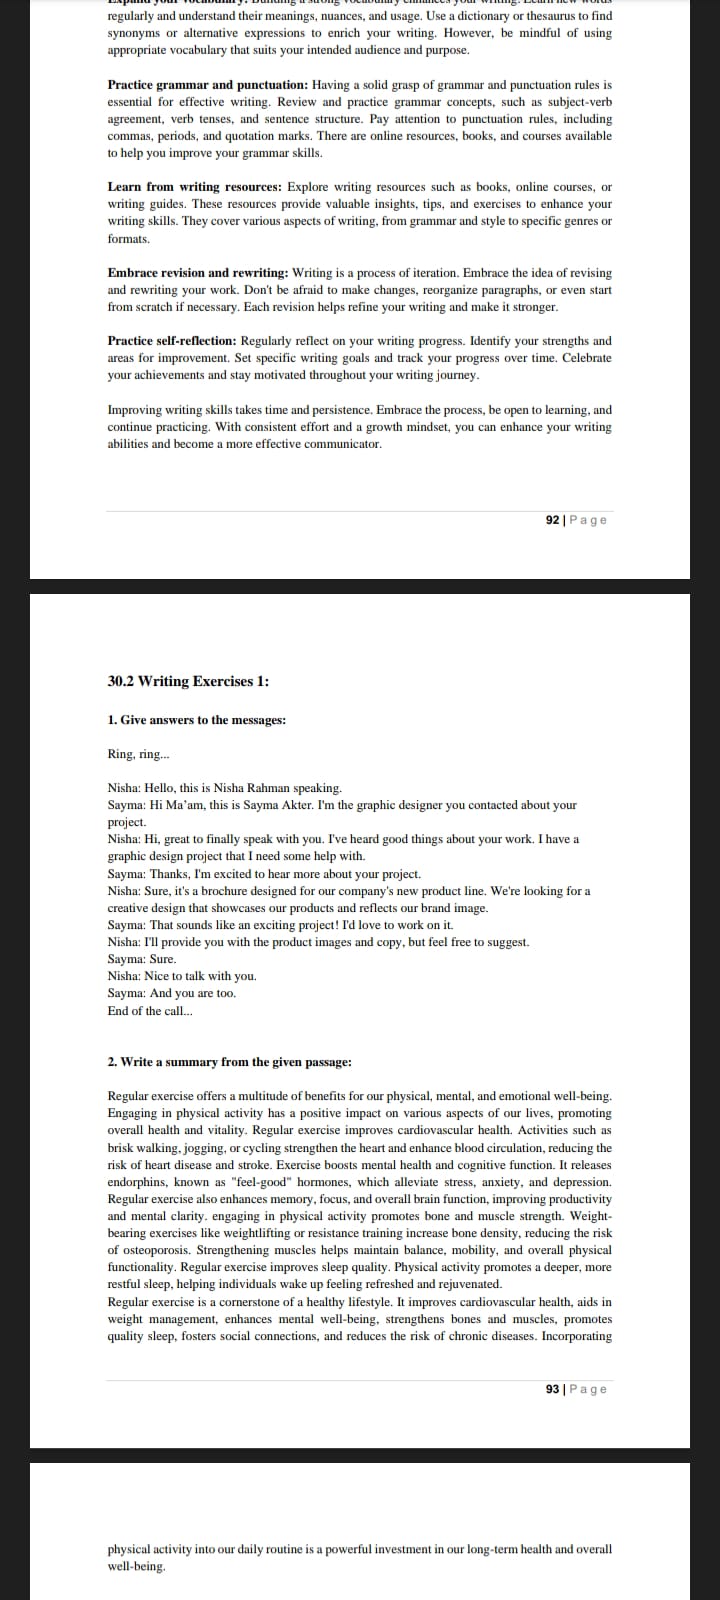 Expand your vocabulary: Building a strong vocabulary enhances your writing. Learn new words
regularly and understand their meanings, nuances, and usage. Use a dictionary or thesaurus to find
synonyms or alternative expressions to enrich your writing. However, be mindful of using
appropriate vocabulary that suits your intended audience and purpose.
Practice grammar and punctuation: Having a solid grasp of grammar and punctuation rules is
essential for effective writing. Review and practice grammar concepts, such as subject-verb
agreement, verb tenses, and sentence structure. Pay attention to punctuation rules, including
commas, periods, and quotation marks. There are online resources, books, and courses available
to help you improve your grammar skills.
Learn from writing resources: Explore writing resources such as books, online courses, or
writing guides. These resources provide valuable insights, tips, and exercises to enhance your
writing skills. They cover various aspects of writing, from grammar and style to specific genres or
formats.
Embrace revision and rewriting: Writing is a process of iteration. Embrace the idea of revising
and rewriting your work. Don't be afraid to make changes, reorganize paragraphs, or even start
from scratch if necessary. Each revision helps refine your writing and make it stronger.
Practice self-reflection: Regularly reflect on your writing progress. Identify your strengths and
areas for improvement. Set specific writing goals and track your progress over time. Celebrate
your achievements and stay motivated throughout your writing journey.
Improving writing skills takes time and persistence. Embrace the process, be open to learning, and
continue practicing. With consistent effort and a growth mindset, you can enhance your writing
abilities and become a more effective communicator.
92 | Page
30.2 Writing Exercises 1:
1. Give answers to the messages:
Ring, ring...
Nisha: Hello, this is Nisha Rahman speaking.
Sayma: Hi Ma'am, this is Sayma Akter. I'm the graphic designer you contacted about your
project.
Nisha: Hi, great to finally speak with you. I've heard good things about your work. I have a
graphic design project that I need some help with.
Sayma: Thanks, I'm excited to hear more about your project.
Nisha: Sure, it's a brochure designed for our company's new product line. We're looking for a
creative design that showcases our products and reflects our brand image.
Sayma: That sounds like an exciting project! I'd love to work on it.
Nisha: I'll provide you with the product images and copy, but feel free to suggest.
Sayma: Sure.
Nisha: Nice to talk with you.
Sayma: And you are too.
End of the call...
2. Write a summary from the given passage:
Regular exercise offers a multitude of benefits for our physical, mental, and emotional well-being.
Engaging in physical activity has a positive impact on various aspects of our lives, promoting
overall health and vitality. Regular exercise improves cardiovascular health. Activities such as
brisk walking, jogging, or cycling strengthen the heart and enhance blood circulation, reducing the
risk of heart disease and stroke. Exercise boosts mental health and cognitive function. It releases
endorphins, known as "feel-good" hormones, which alleviate stress, anxiety, and depression.
Regular exercise also enhances memory, focus, and overall brain function, improving productivity
and mental clarity. engaging in physical activity promotes bone and muscle strength. Weight-
bearing exercises like weightlifting or resistance training increase bone density, reducing the risk
of osteoporosis. Strengthening muscles helps maintain balance, mobility, and overall physical
functionality. Regular exercise improves sleep quality. Physical activity promotes a deeper, more
restful sleep, helping individuals wake up feeling refreshed and rejuvenated.
Regular exercise is a cornerstone of a healthy lifestyle. It improves cardiovascular health, aids in
weight management, enhances mental well-being, strengthens bones and muscles, promotes
quality sleep, fosters social connections, and reduces the risk of chronic diseases. Incorporating
93 | Page
physical activity into our daily routine is a powerful investment in our long-term health and overall
well-being.